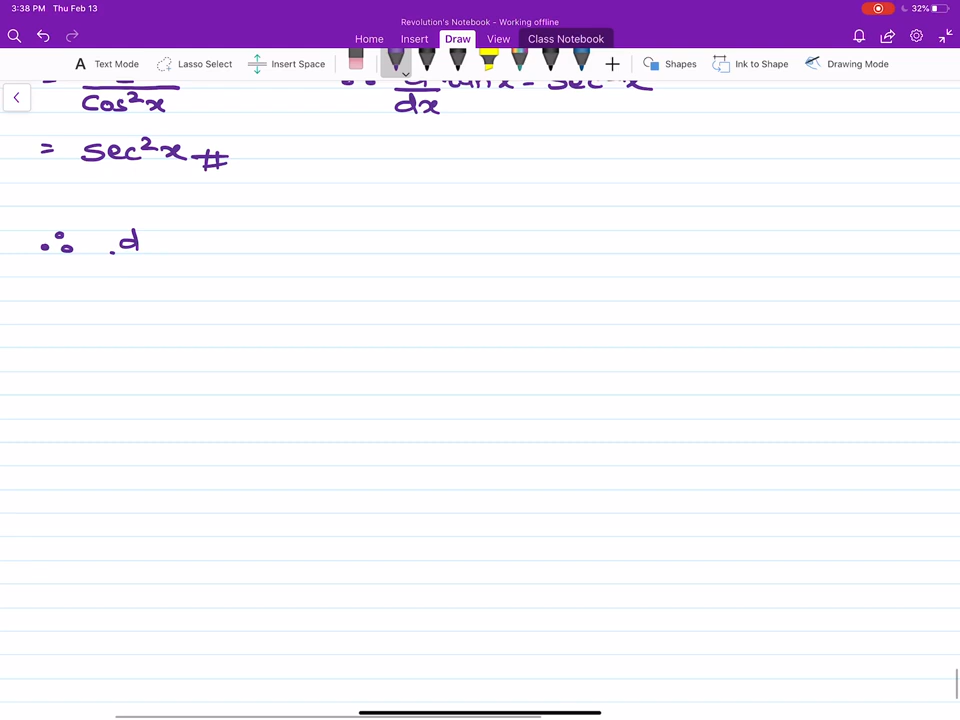 3:38 PM Thu Feb 13
32%
Revolution's Notebook - Working offline
Home Insert Draw View Class Notebook
Text Mode Lasso Select Insert Space Shapes Ink to Shape Drawing Mode
Cos²x
dx
= sec²x #
∴ .d